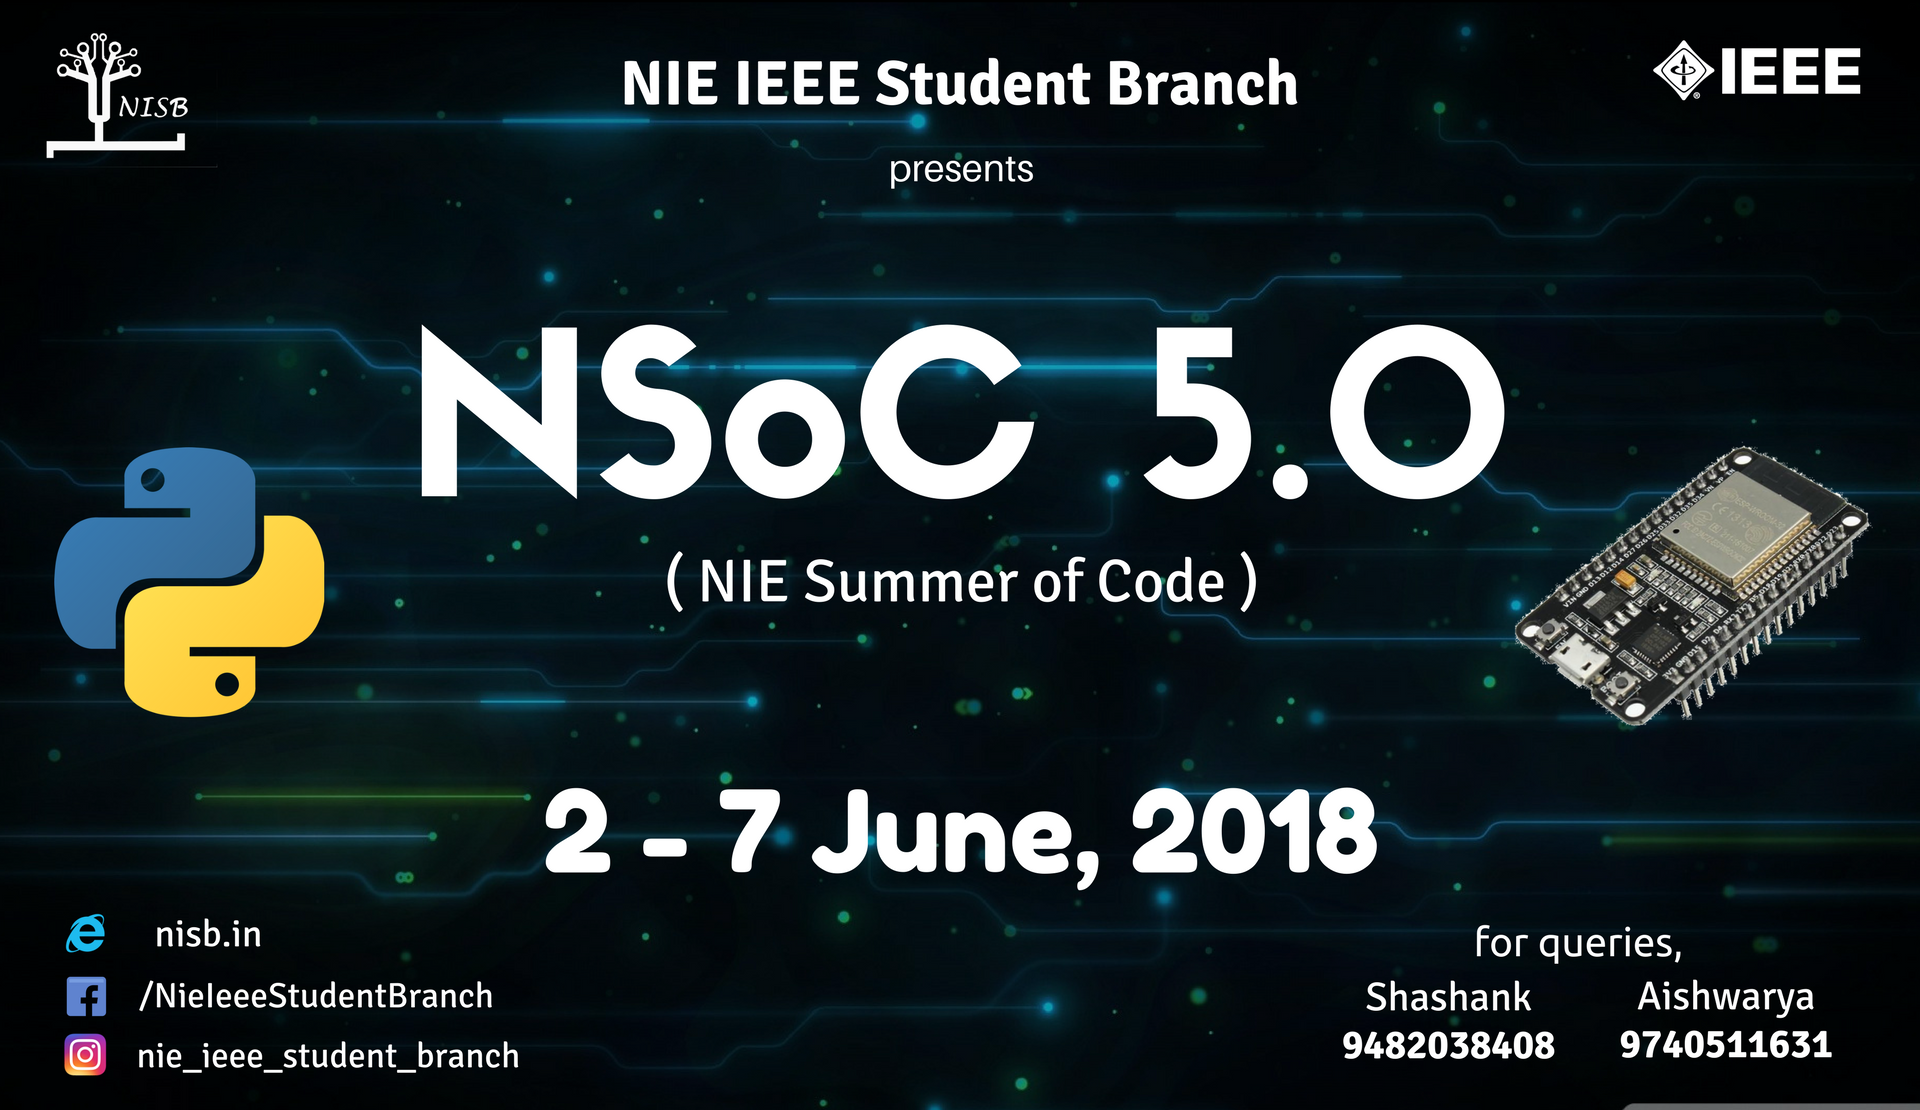 NISB
NIE IEEE Student Branch
IEEE
presents
NSoC 5.0
( NIE Summer of Code )
2 - 7 June, 2018
nisb.in
/NieIeeeStudentBranch
nie_ieee_student_branch
for queries,
Shashank Aishwarya
9482038408 9740511631